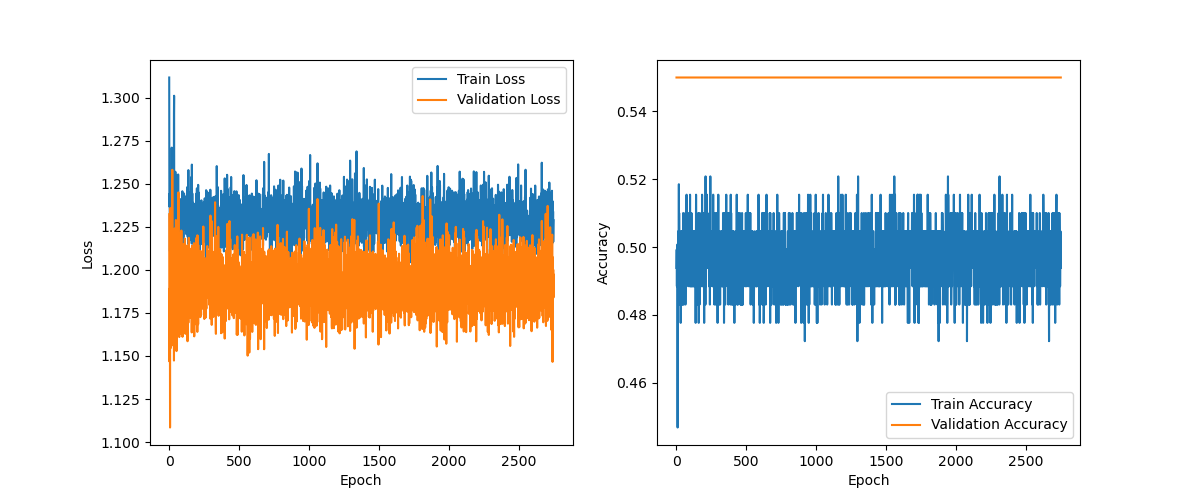 Train Loss
Validation Loss
1.300
1.275
1.250
1.225
1.200
1.175
1.150
1.125
1.100
Loss
0 500 1000 1500 2000 2500
Epoch
0.54
0.52
0.50
0.48
0.46
Accuracy
Train Accuracy
Validation Accuracy
0 500 1000 1500 2000 2500
Epoch